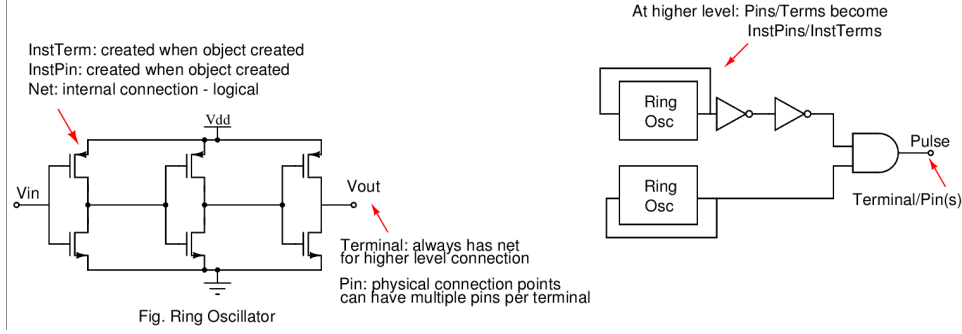 InstTerm: created when object created
InstPin: created when object created
Net: internal connection - logical
Vdd
Vin
Vout
Terminal: always has net
for higher level connection
Pin: physical connection points
can have multiple pins per terminal
Fig. Ring Oscillator
At higher level: Pins/Terms become
InstPins/InstTerms
Ring
Osc
Ring
Osc
Pulse
Terminal/Pin(s)